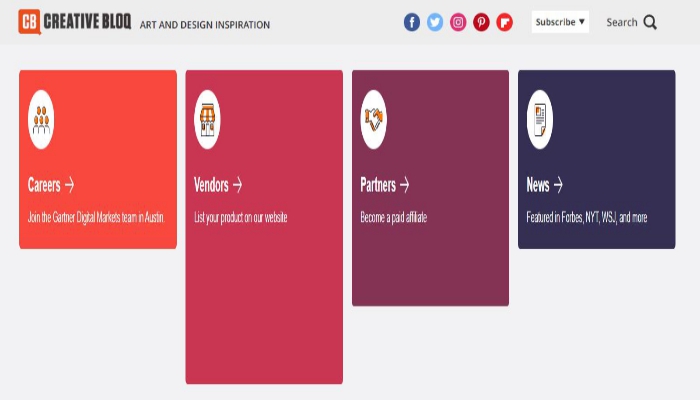 CB CREATIVE BLOQ ART AND DESIGN INSPIRATION
Subscribe ▼ Search
Careers →
Join the Gartner Digital Markets team in Austin
Vendors →
List your product on our website
Partners →
Become a paid affiliate
News →
Featured in Forbes, NYT, WSJ, and more